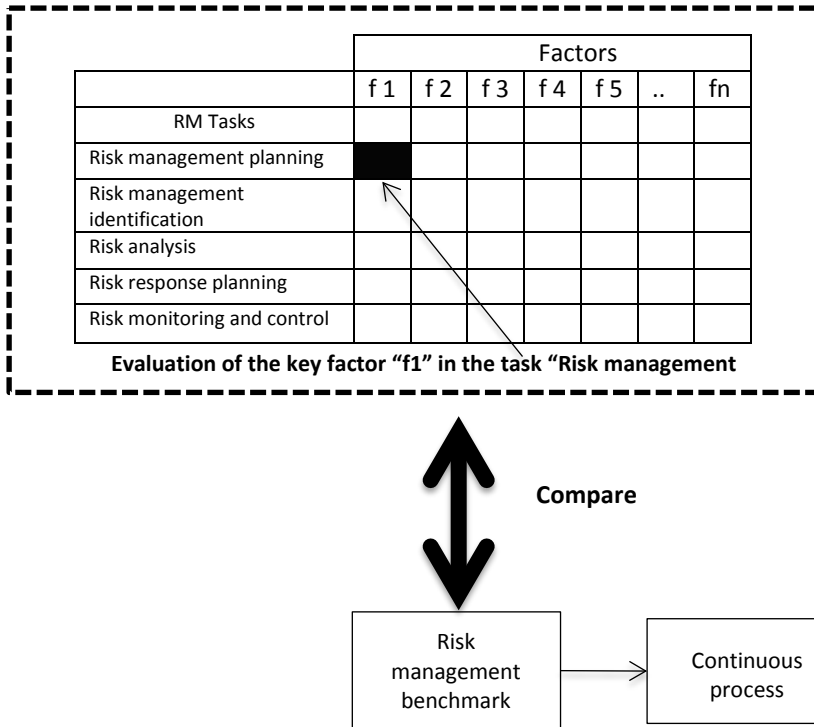 Factors
f 1 f 2 f 3 f 4 f 5 .. fn
RM Tasks
Risk management planning
Risk management
identification
Risk analysis
Risk response planning
Risk monitoring and control
Evaluation of the key factor “f1” in the task “Risk management
Compare
Risk
management
benchmark
Continuous
process